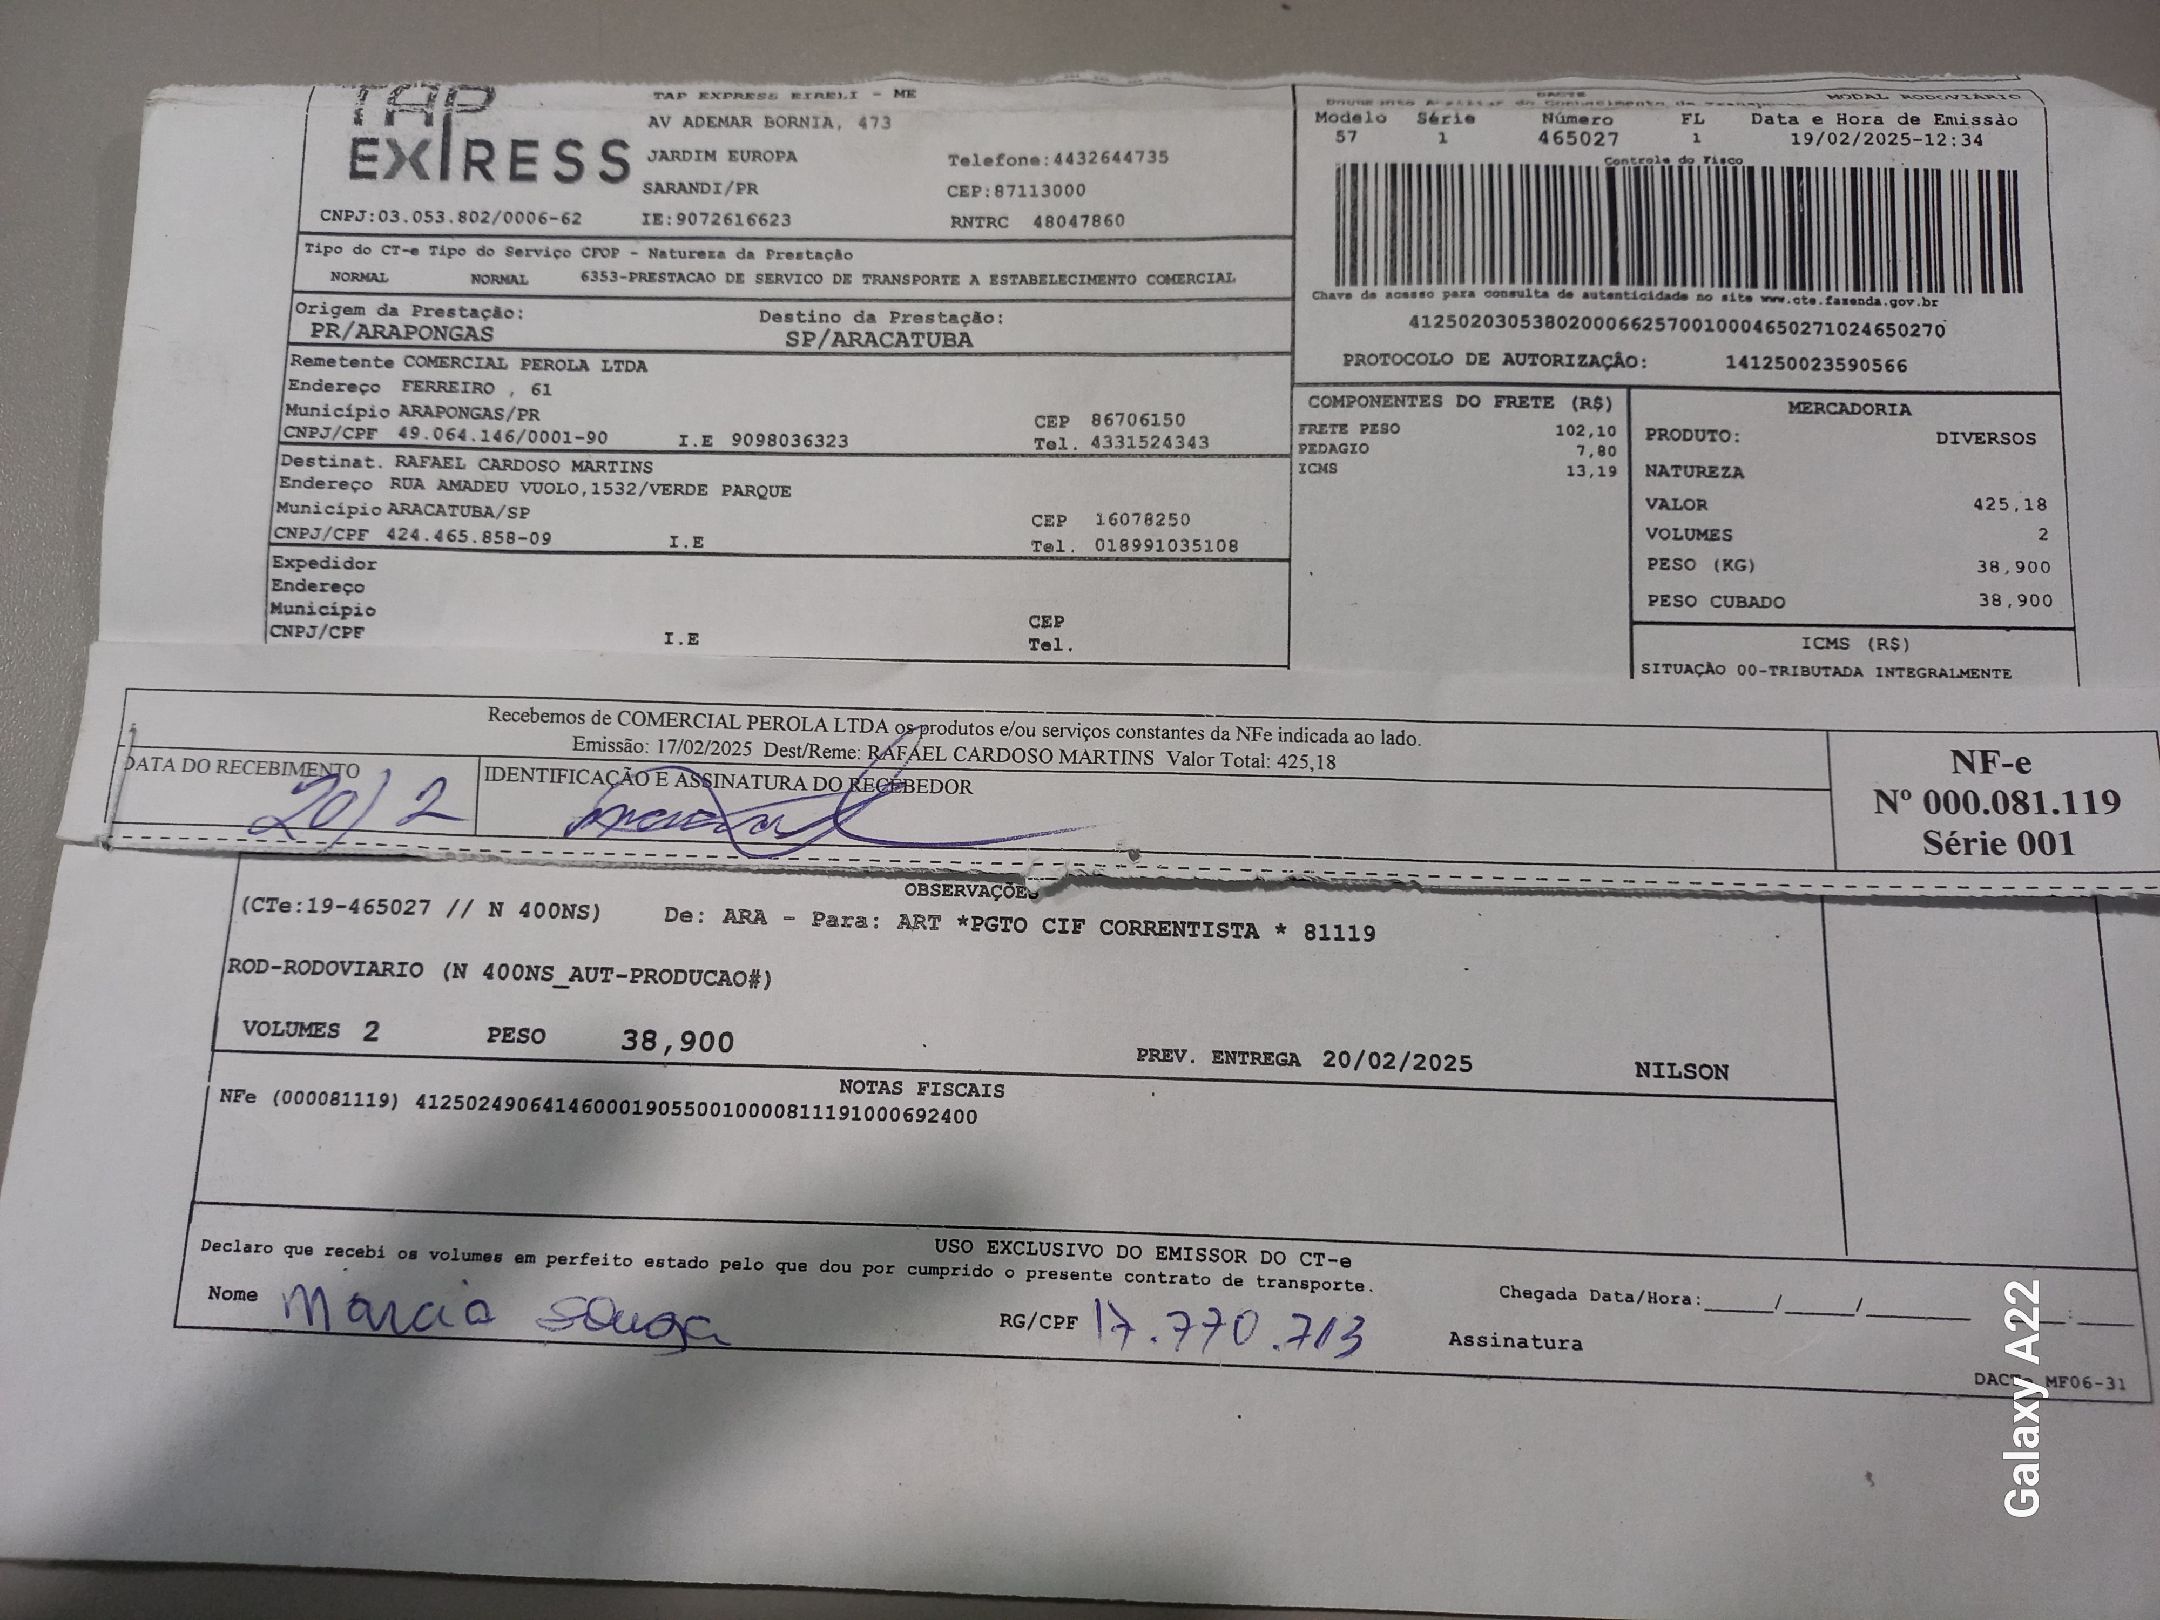 TAP EXPRESS
TAP EXPRESS EIRELI - ME
AV ADEMAR BORNIA, 473
JARDIM EUROPA Telefone:4432644735
SARANDI/PR CEP:87113000
CNPJ:03.053.802/0006-62 IE:9072616623 RNTRC 48047860
Tipo do CT-e Tipo do Serviço CFOP - Natureza da Prestação
NORMAL NORMAL 6353-PRESTACAO DE SERVICO DE TRANSPORTE A ESTABELECIMENTO COMERCIAL
Origem da Prestação: Destino da Prestação:
PR/ARAPONGAS SP/ARACATUBA
Remetente COMERCIAL PEROLA LTDA
Endereço FERREIRO , 61
Município ARAPONGAS/PR CEP 86706150
CNPJ/CPF 49.064.146/0001-90 I.E 9098036323 Tel. 4331524343
Destinat. RAFAEL CARDOSO MARTINS
Endereço RUA AMADEU VUOLO,1532/VERDE PARQUE
Município ARACATUBA/SP CEP 16078250
CNPJ/CPF 424.465.858-09 I.E Tel. 018991035108
Expedidor
Endereço
Município CEP
CNPJ/CPF I.E Tel.
DACTE
Documento Auxiliar do Conhecimento de MODAL RODOVIÁRIO
Modelo Série Número FL Data e Hora de Emissão
57 1 465027 1 19/02/2025-12:34
Controle do Fisco
Chave de acesso para consulta de autenticidade no site www.cte.fazenda.gov.br
41250203053802000662570010004650271024650270
PROTOCOLO DE AUTORIZAÇÃO: 141250023590566
COMPONENTES DO FRETE (R$)
FRETE PESO 102,10
PEDAGIO 7,80
ICMS 13,19
MERCADORIA
PRODUTO: DIVERSOS
NATUREZA
VALOR 425,18
VOLUMES 2
PESO (KG) 38,900
PESO CUBADO 38,900
ICMS (R$)
SITUAÇÃO 00-TRIBUTADA INTEGRALMENTE
Recebemos de COMERCIAL PEROLA LTDA os produtos e/ou serviços constantes da NFe indicada ao lado.
Emissão: 17/02/2025 Dest/Reme: RAFAEL CARDOSO MARTINS Valor Total: 425,18
DATA DO RECEBIMENTO IDENTIFICAÇÃO E ASSINATURA DO RECEBEDOR
20/2
NF-e
Nº 000.081.119
Série 001
OBSERVAÇÕES
(CTe:19-465027 // N 400NS) De: ARA - Para: ART *PGTO CIF CORRENTISTA * 81119
ROD-RODOVIARIO (N 400NS_AUT-PRODUCAO#)
VOLUMES 2 PESO 38,900 PREV. ENTREGA 20/02/2025 NILSON
NOTAS FISCAIS
NFe (000081119) 41250249064146000190550010000811191000692400
USO EXCLUSIVO DO EMISSOR DO CT-e
Declaro que recebi os volumes em perfeito estado pelo que dou por cumprido o presente contrato de transporte.
Nome Marcia Souza RG/CPF 17.770.713
Chegada Data/Hora:_____/_____/_________ _____:_____
Assinatura
MF06-31
Galaxy A22